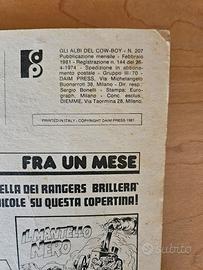 dp
GLI ALBI DEL COW-BOY - N. 207
Pubblicazione mensile - Febbraio
1981 - Registrazione n. 144 del 26-
4-1974 - Spedizione in abbona-
mento postale - Gruppo III/70 -
DAIM PRESS - Via Michelangelo
Buonarroti 38, Milano - Dir. resp.:
Sergio Bonelli - Stampa: Euro-
graph, Milano - Conc. esclus.
DIEMME, Via Taormina 28, Milano.
PRINTED IN ITALY - COPYRIGHT DAIM PRESS 1981
FRA UN MESE
ELLA DEI RANGERS BRILLERA'
ICOLE SU QUESTA COPERTINA!
IL MANTELLO
NERO
subito